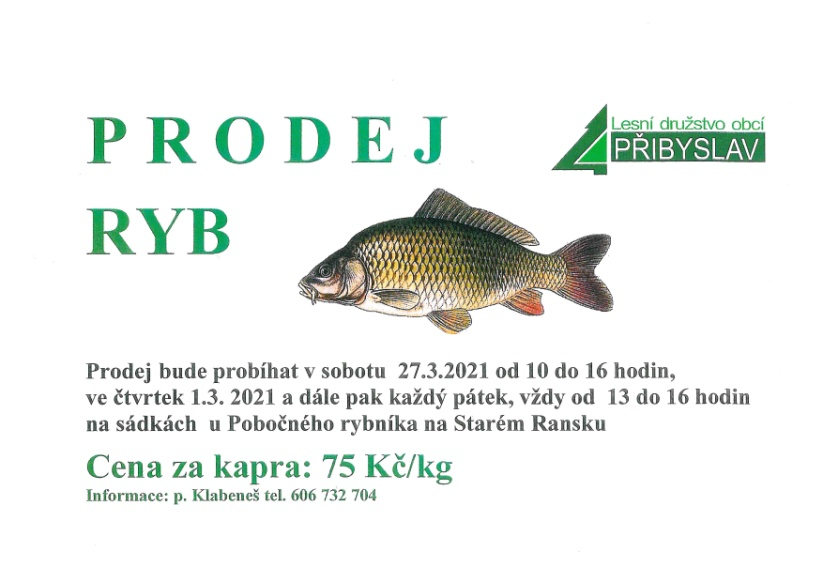 PRODEJ
Lesní družstvo obcí
PŘIBYSLAV
RYB
Prodej bude probíhat v sobotu 27.3.2021 od 10 do 16 hodin,
ve čtvrtek 1.3. 2021 a dále pak každý pátek, vždy od 13 do 16 hodin
na sádkách u Pobočného rybníka na Starém Ransku
Cena za kapra: 75 Kč/kg
Informace: p. Klabeneš tel. 606 732 704